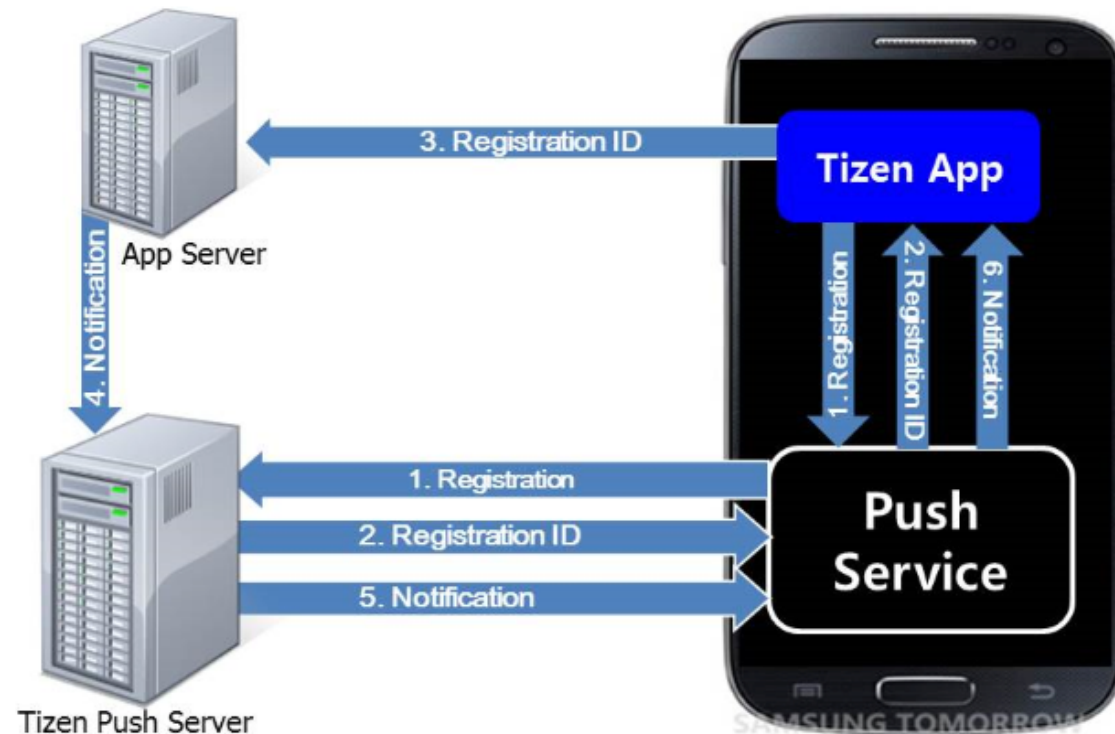 3. Registration ID
Tizen App
App Server
4. Notification
1. Registration
2. Registration ID
6. Notification
1. Registration
2. Registration ID
5. Notification
Push
Service
Tizen Push Server
SAMSUNG TOMORROW